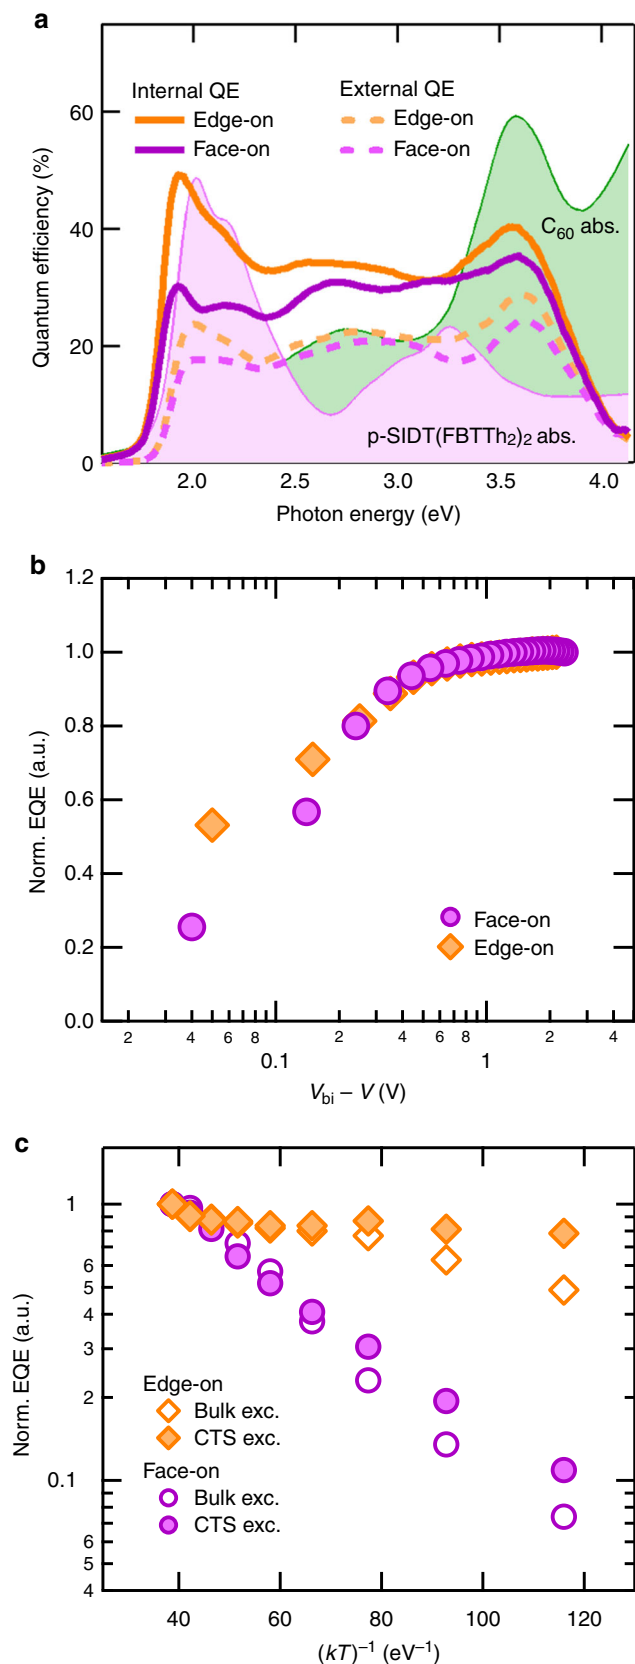 a
60
40
20
0
Quantum efficiency (%)
Internal QE
Edge-on
Face-on
External QE
Edge-on
Face-on
C60 abs.
p-SIDT(FBTTh2)2 abs.
2.0 2.5 3.0 3.5 4.0
Photon energy (eV)
b
1.2
1.0
0.8
0.6
0.4
0.2
0.0
Norm. EQE (a.u.)
Face-on
Edge-on
2 4 6 8 2 4 6 8 2 4
0.1 1
Vbi – V (V)
c
1
6
5
4
3
2
0.1
6
5
4
Norm. EQE (a.u.)
Edge-on
Bulk exc.
CTS exc.
Face-on
Bulk exc.
CTS exc.
40 60 80 100 120
(kT)−1 (eV−1)